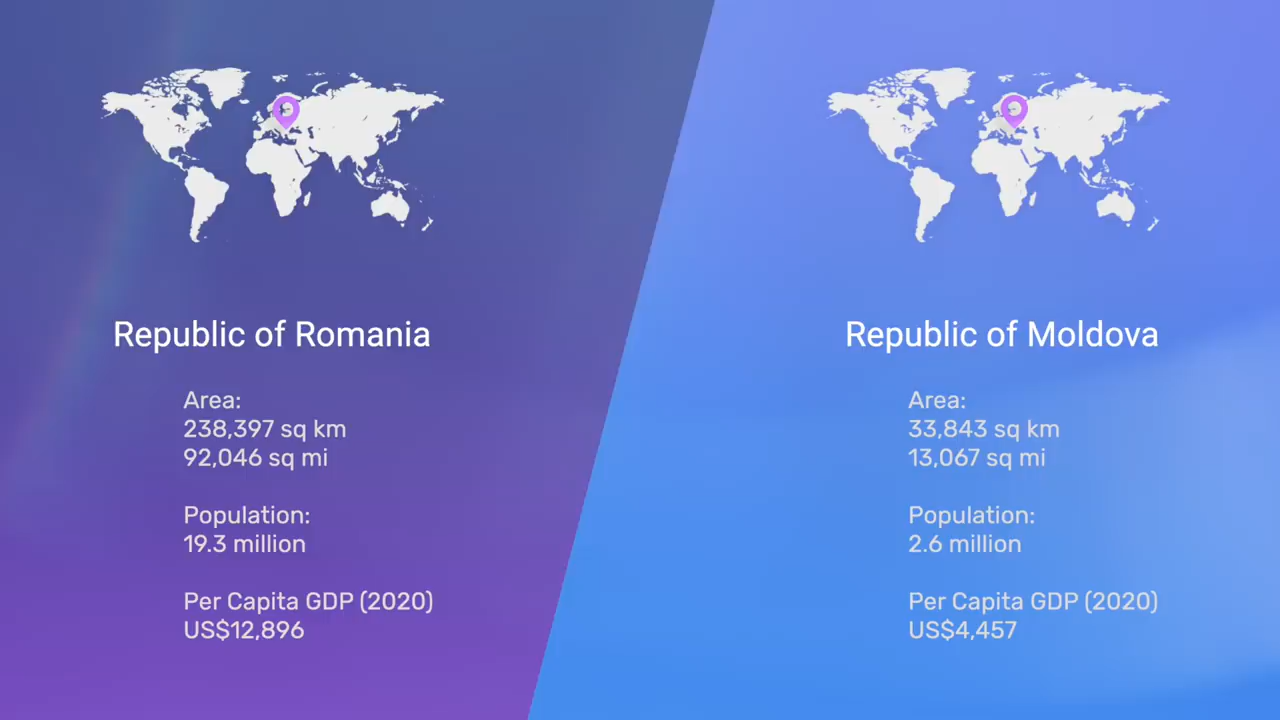 Republic of Romania
Area:
238,397 sq km
92,046 sq mi
Population:
19.3 million
Per Capita GDP (2020)
US$12,896
Republic of Moldova
Area:
33,843 sq km
13,067 sq mi
Population:
2.6 million
Per Capita GDP (2020)
US$4,457